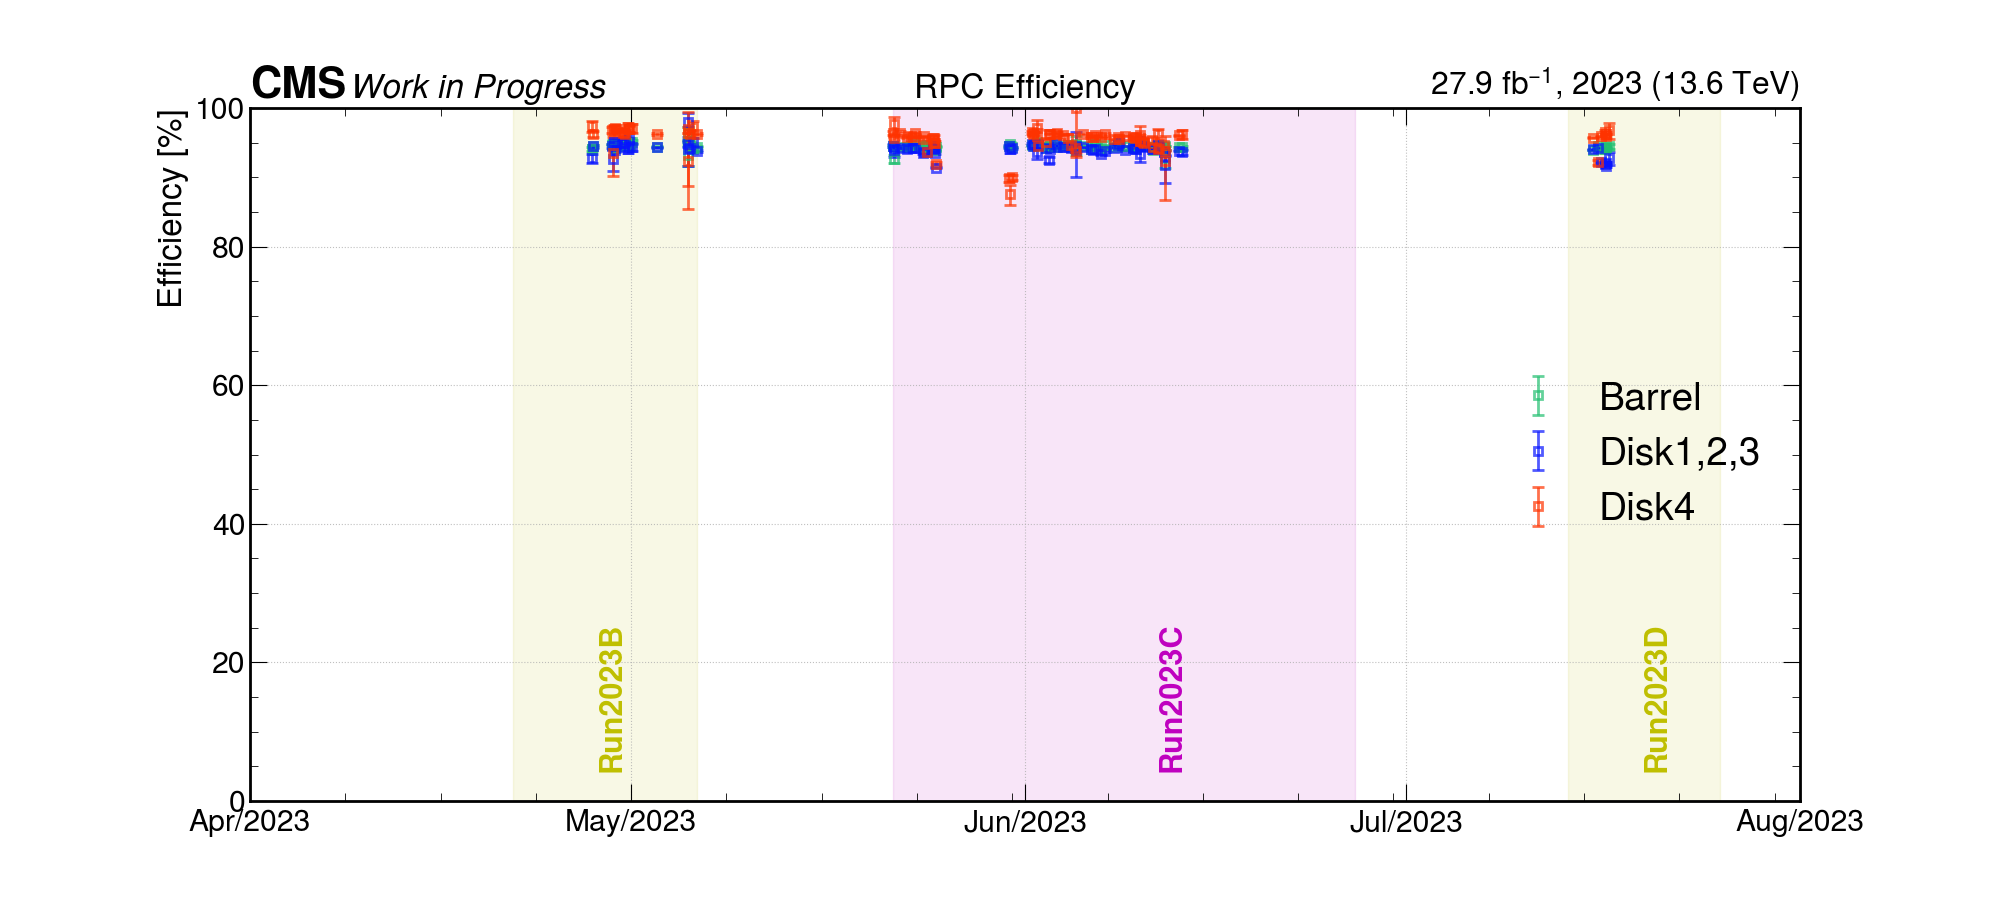 CMS Work in Progress
RPC Efficiency
27.9 fb⁻¹, 2023 (13.6 TeV)
Efficiency [%]
100
80
60
40
20
0
Barrel
Disk1,2,3
Disk4
Run2023B
Run2023C
Run2023D
Apr/2023
May/2023
Jun/2023
Jul/2023
Aug/2023